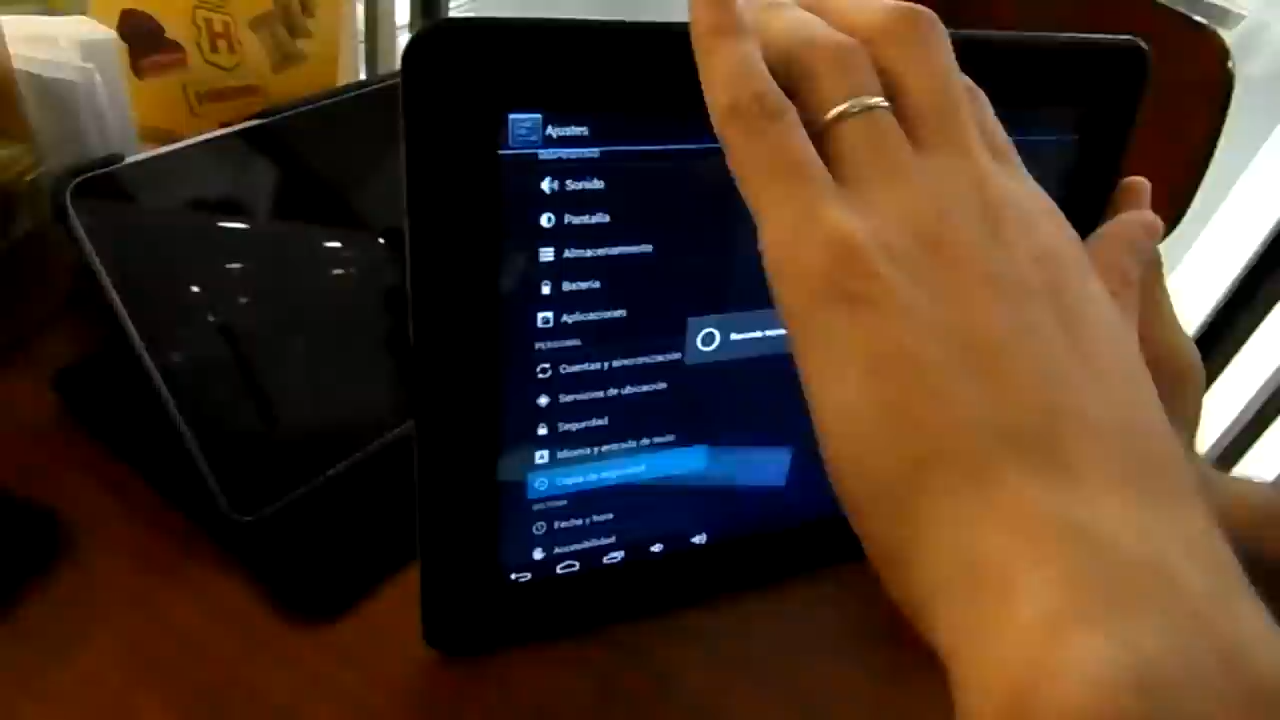 H
Ajustes
Sonido
Pantalla
Almacenamiento
Batería
Aplicaciones
PERSONAL
Cuentas y sincronización
Servicios de ubicación
Seguridad
Idioma y entrada de texto
Copia de seguridad
SISTEMA
Fecha y hora
Accesibilidad